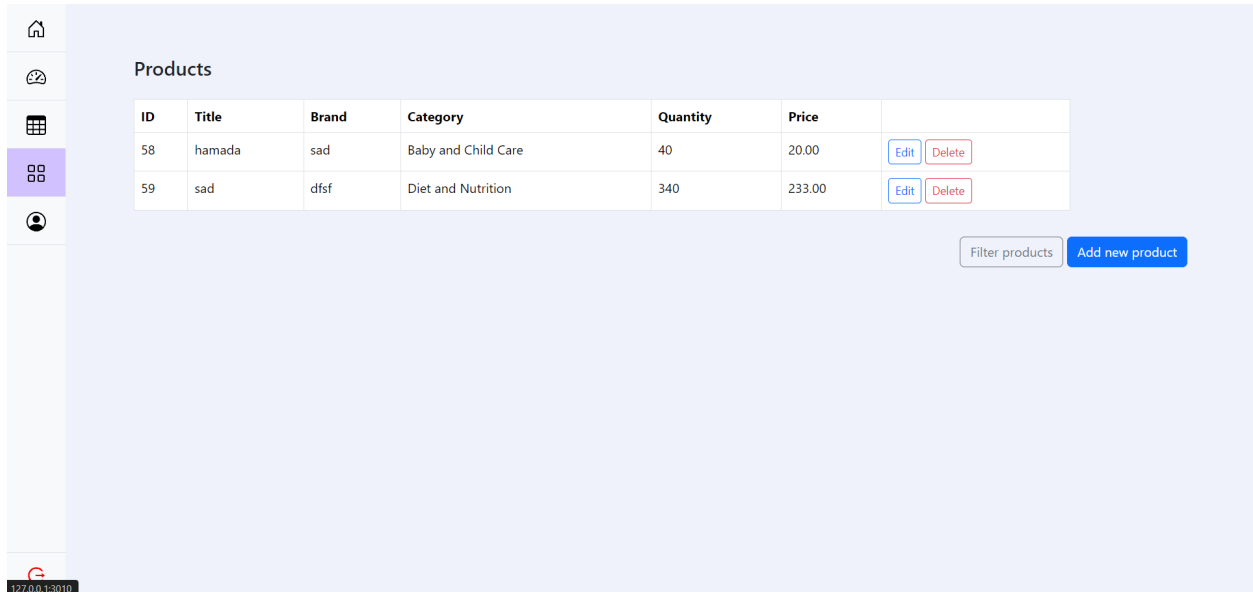 Products
ID Title Brand Category Quantity Price
58 hamada sad Baby and Child Care 40 20.00 Edit Delete
59 sad dfsf Diet and Nutrition 340 233.00 Edit Delete
Filter products Add new product
127.0.0.1:3010